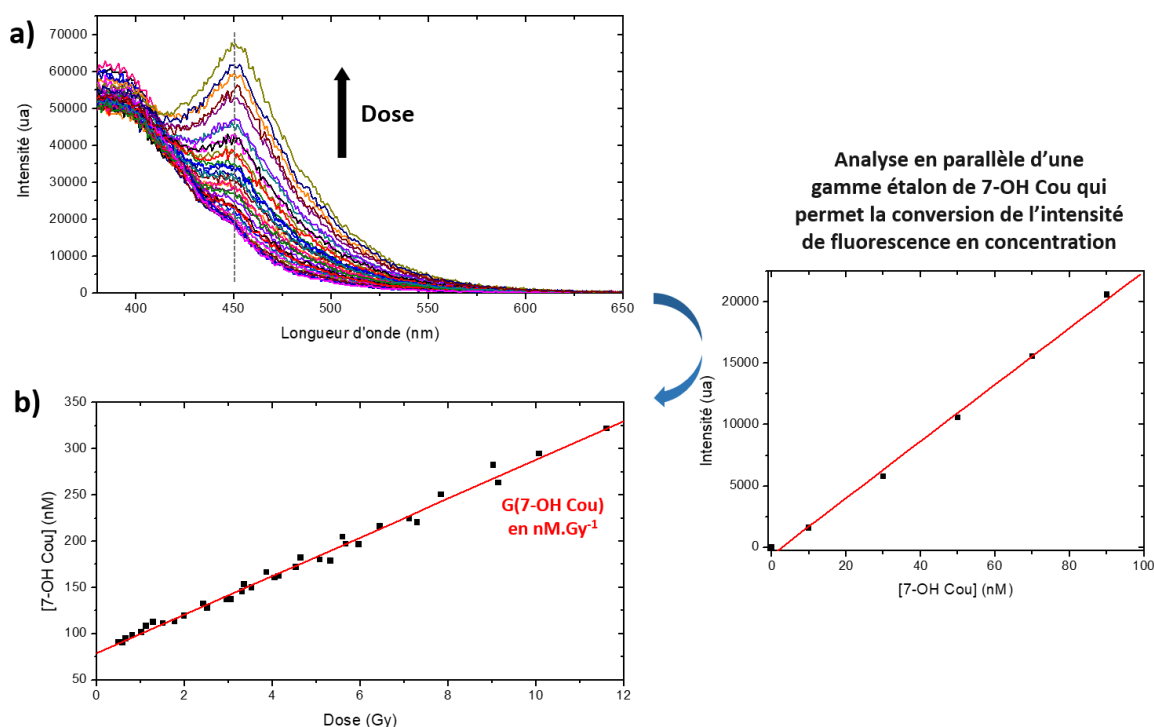 a)
70000
60000
50000
40000
30000
20000
10000
0
Intensité (ua)
400
450
500
550
600
650
Longueur d'onde (nm)
Dose
Analyse en parallèle d'une
gamme étalon de 7-OH Cou qui
permet la conversion de l'intensité
de fluorescence en concentration
20000
15000
10000
5000
0
Intensité (ua)
0
20
40
60
80
100
[7-OH Cou] (nM)
b)
350
300
250
200
150
100
50
[7-OH Cou] (nM)
0
2
4
6
8
10
12
Dose (Gy)
G(7-OH Cou)
en nM.Gy⁻¹